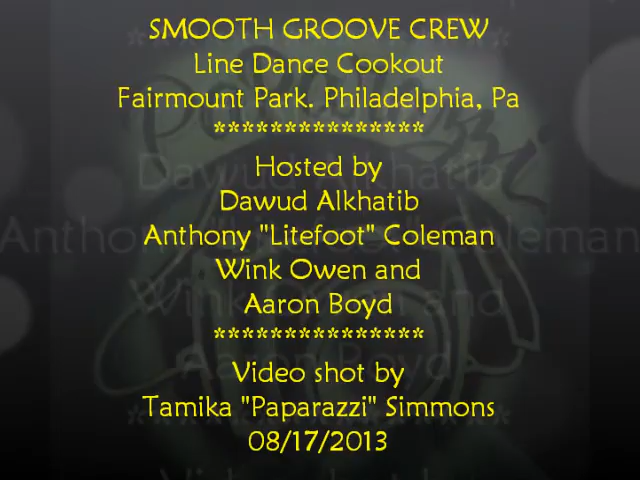 SMOOTH GROOVE CREW
Line Dance Cookout
Fairmount Park. Philadelphia, Pa
***************
Hosted by
Dawud Alkhatib
Anthony "Litefoot" Coleman
Wink Owen and
Aaron Boyd
***************
Video shot by
Tamika "Paparazzi" Simmons
08/17/2013